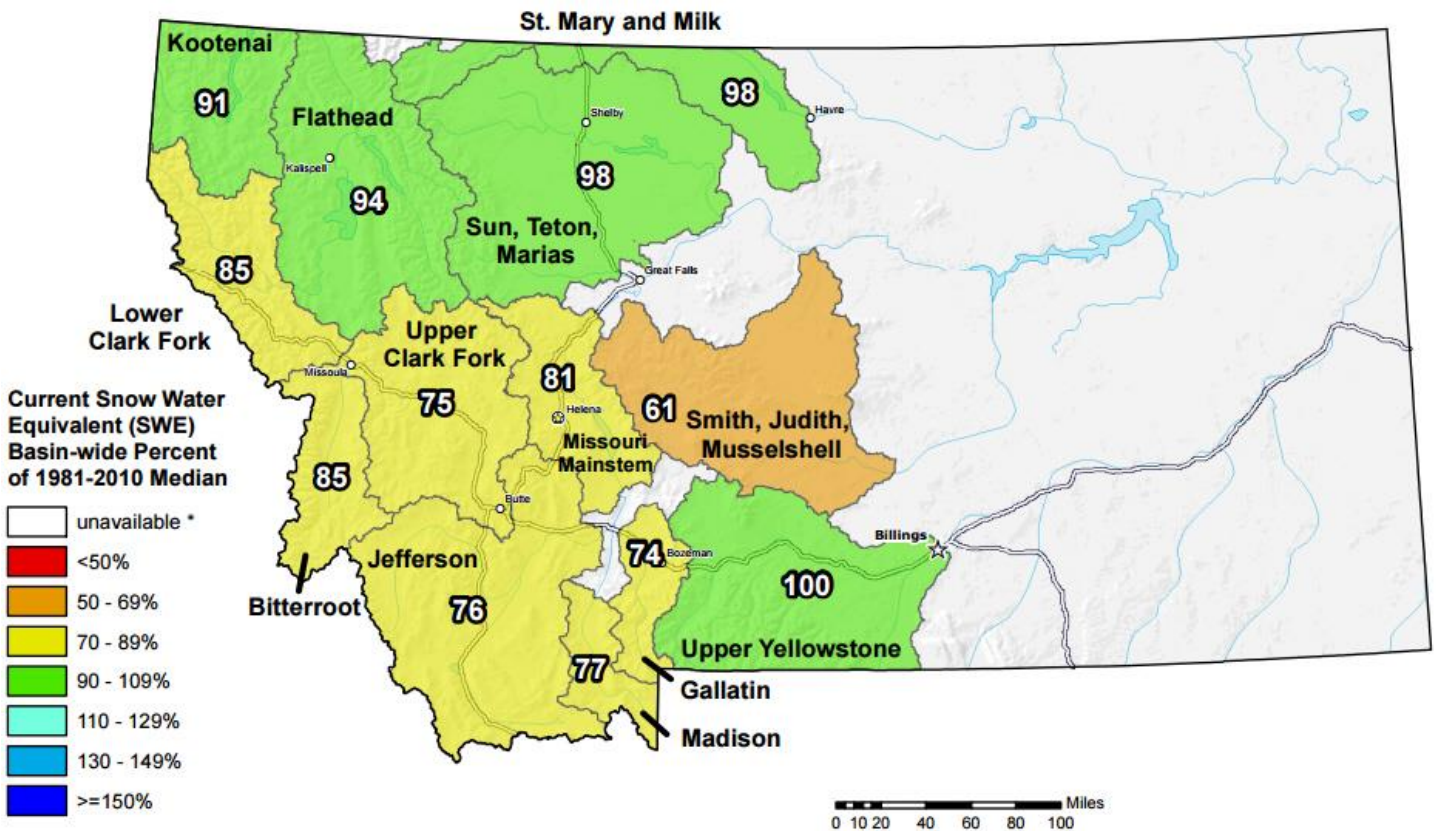 St. Mary and Milk
Kootenai
91
98
Havre
Flathead
Shelby
Kalispell
98
94
Sun, Teton,
Marias
85
Great Falls
Lower
Clark Fork
Upper
Clark Fork
Missoula
81
75
Helena
61
Smith, Judith,
Musselshell
Missouri
Mainstem
Current Snow Water
Equivalent (SWE)
Basin-wide Percent
of 1981-2010 Median
85
Butte
unavailable *
<50%
50 - 69%
70 - 89%
90 - 109%
110 - 129%
130 - 149%
>=150%
Billings
Jefferson
74
Bozeman
100
Bitterroot
76
Upper Yellowstone
77
Gallatin
Madison
Miles
0 10 20 40 60 80 100